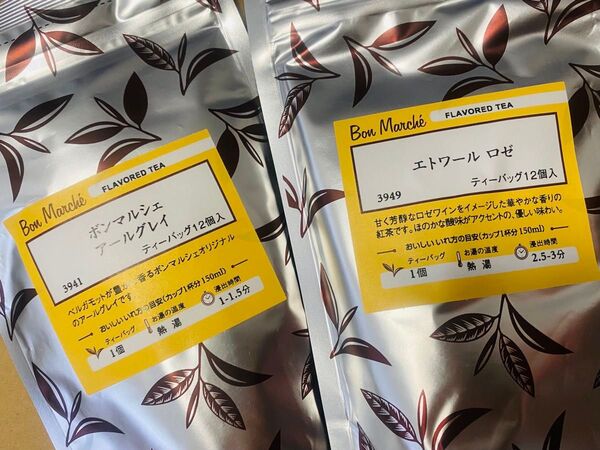 Bon Marché FLAVORED TEA
ボンマルシェ
アールグレイ
3941 ティーバッグ12個入
ベルガモットが豊 香るボンマルシェオリジナル
のアールグレイです
おいしいいれ方の目安(カップ1杯分150ml)
ティーバッグ お湯の温度 浸出時間
1個 熱湯 1-1.5分
Bon Marché FLAVORED TEA
エトワール ロゼ
3949 ティーバッグ12個入
甘く芳醇なロゼワインをイメージした華やかな香りの
紅茶です。ほのかな酸味がアクセントの、優しい味わい。
おいしいいれ方の目安(カップ1杯分150ml)
ティーバッグ お湯の温度 浸出時間
1個 熱湯 2.5-3分